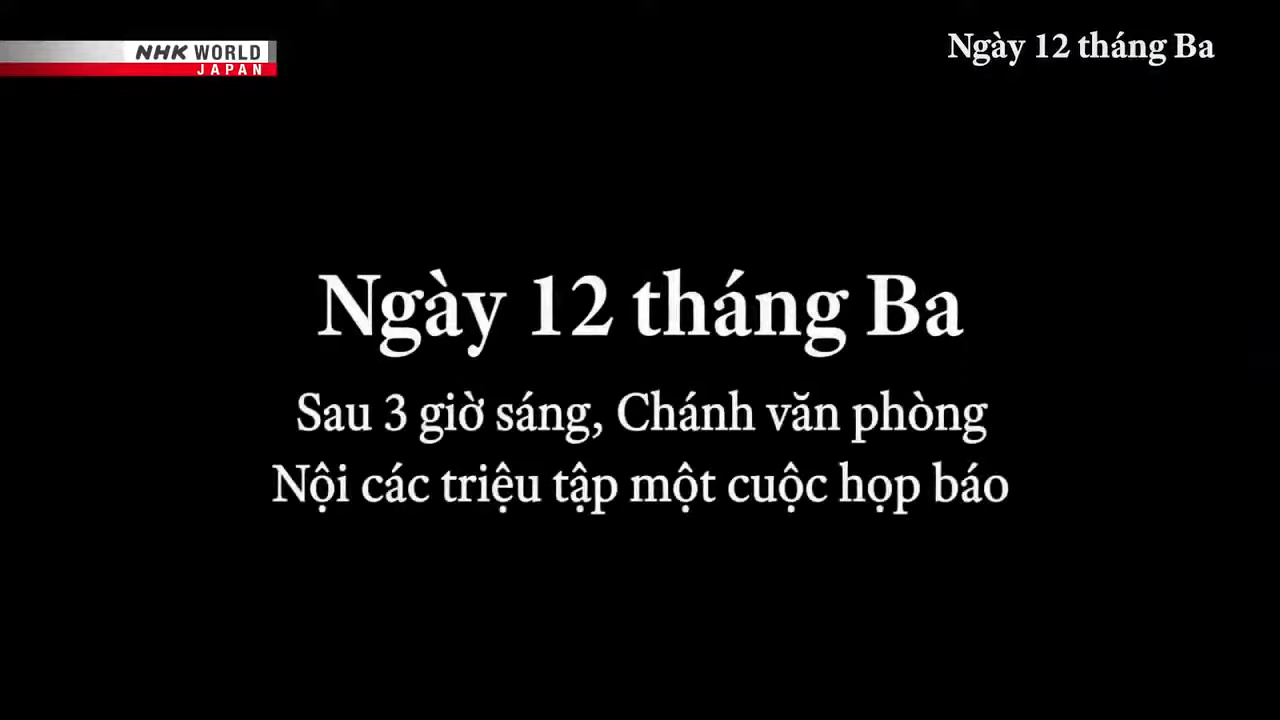 NHK WORLD
JAPAN
Ngày 12 tháng Ba
Ngày 12 tháng Ba
Sau 3 giờ sáng, Chánh văn phòng
Nội các triệu tập một cuộc họp báo